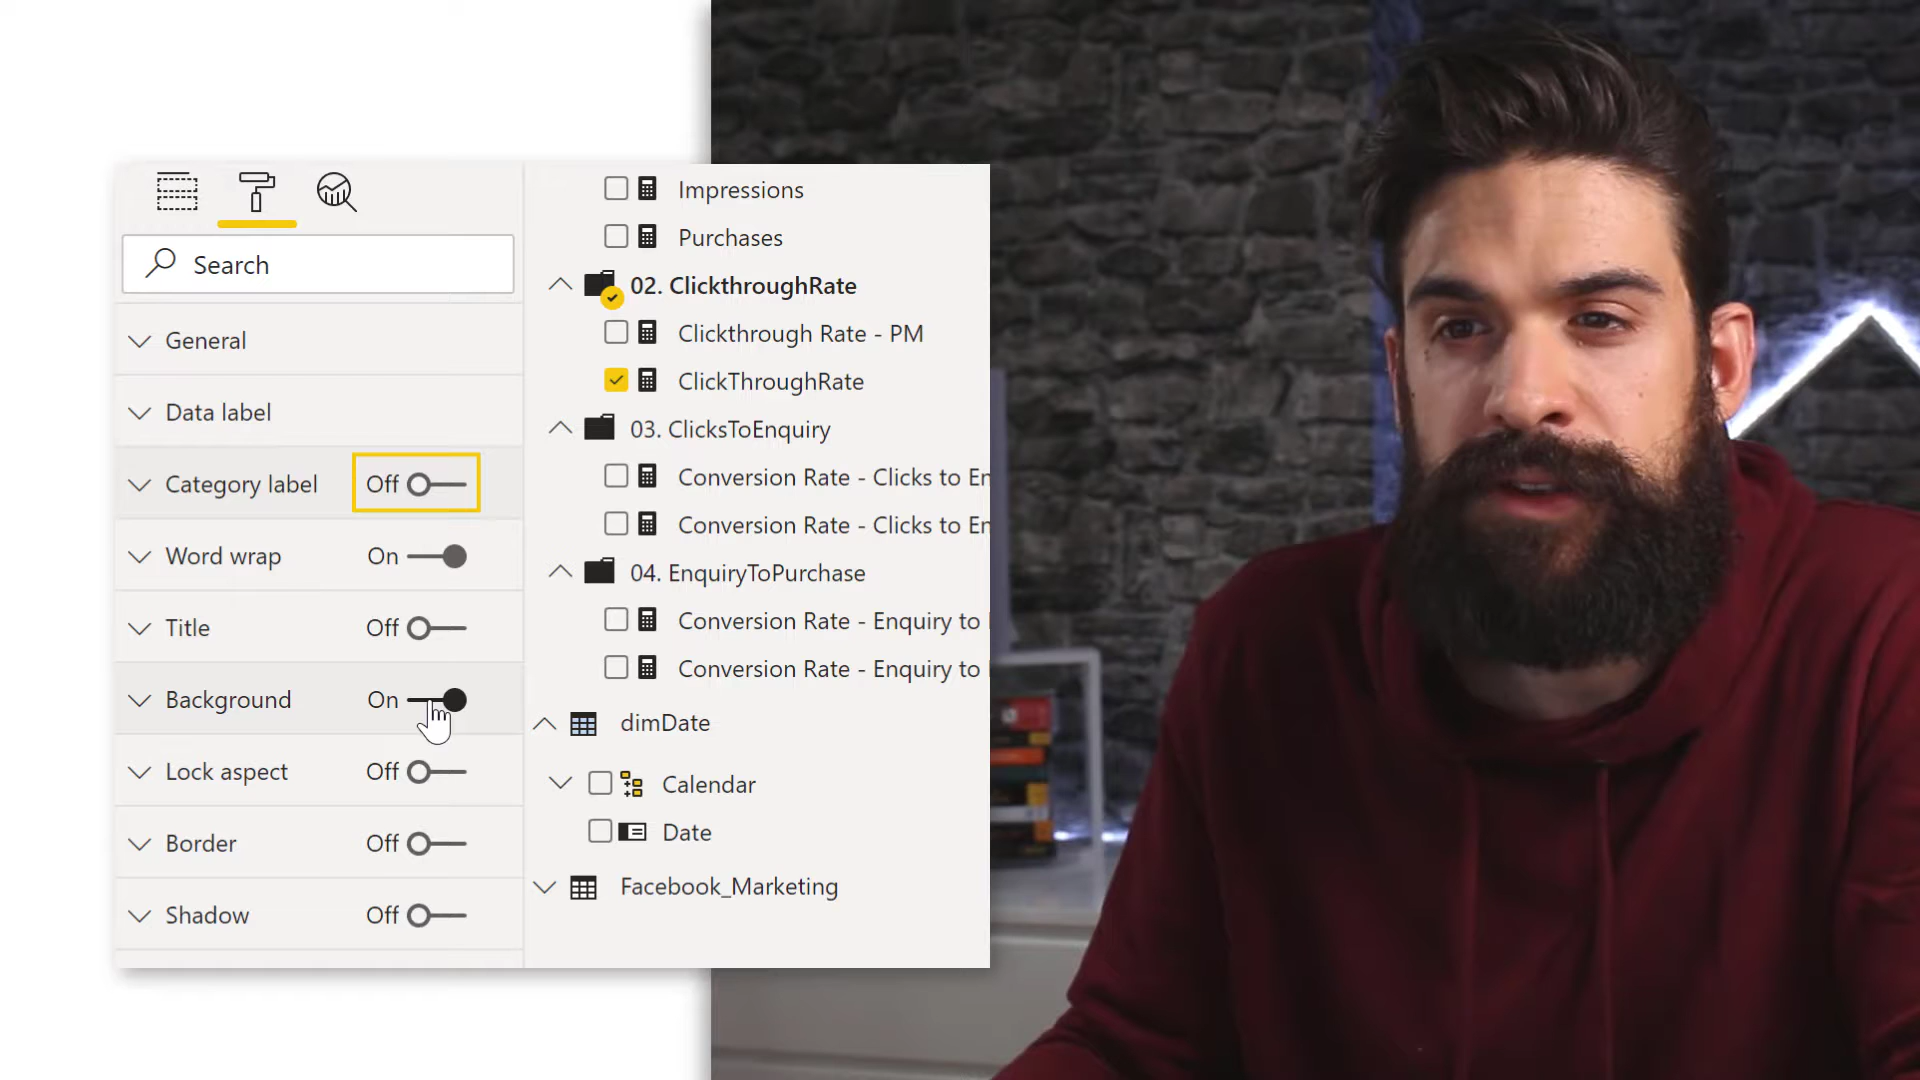 Search
General
Data label
Category label Off
Word wrap On
Title Off
Background On
Lock aspect Off
Border Off
Shadow Off
Impressions
Purchases
02. ClickthroughRate
Clickthrough Rate - PM
ClickThroughRate
03. ClicksToEnquiry
Conversion Rate - Clicks to En
Conversion Rate - Clicks to En
04. EnquiryToPurchase
Conversion Rate - Enquiry to
Conversion Rate - Enquiry to
dimDate
Calendar
Date
Facebook_Marketing